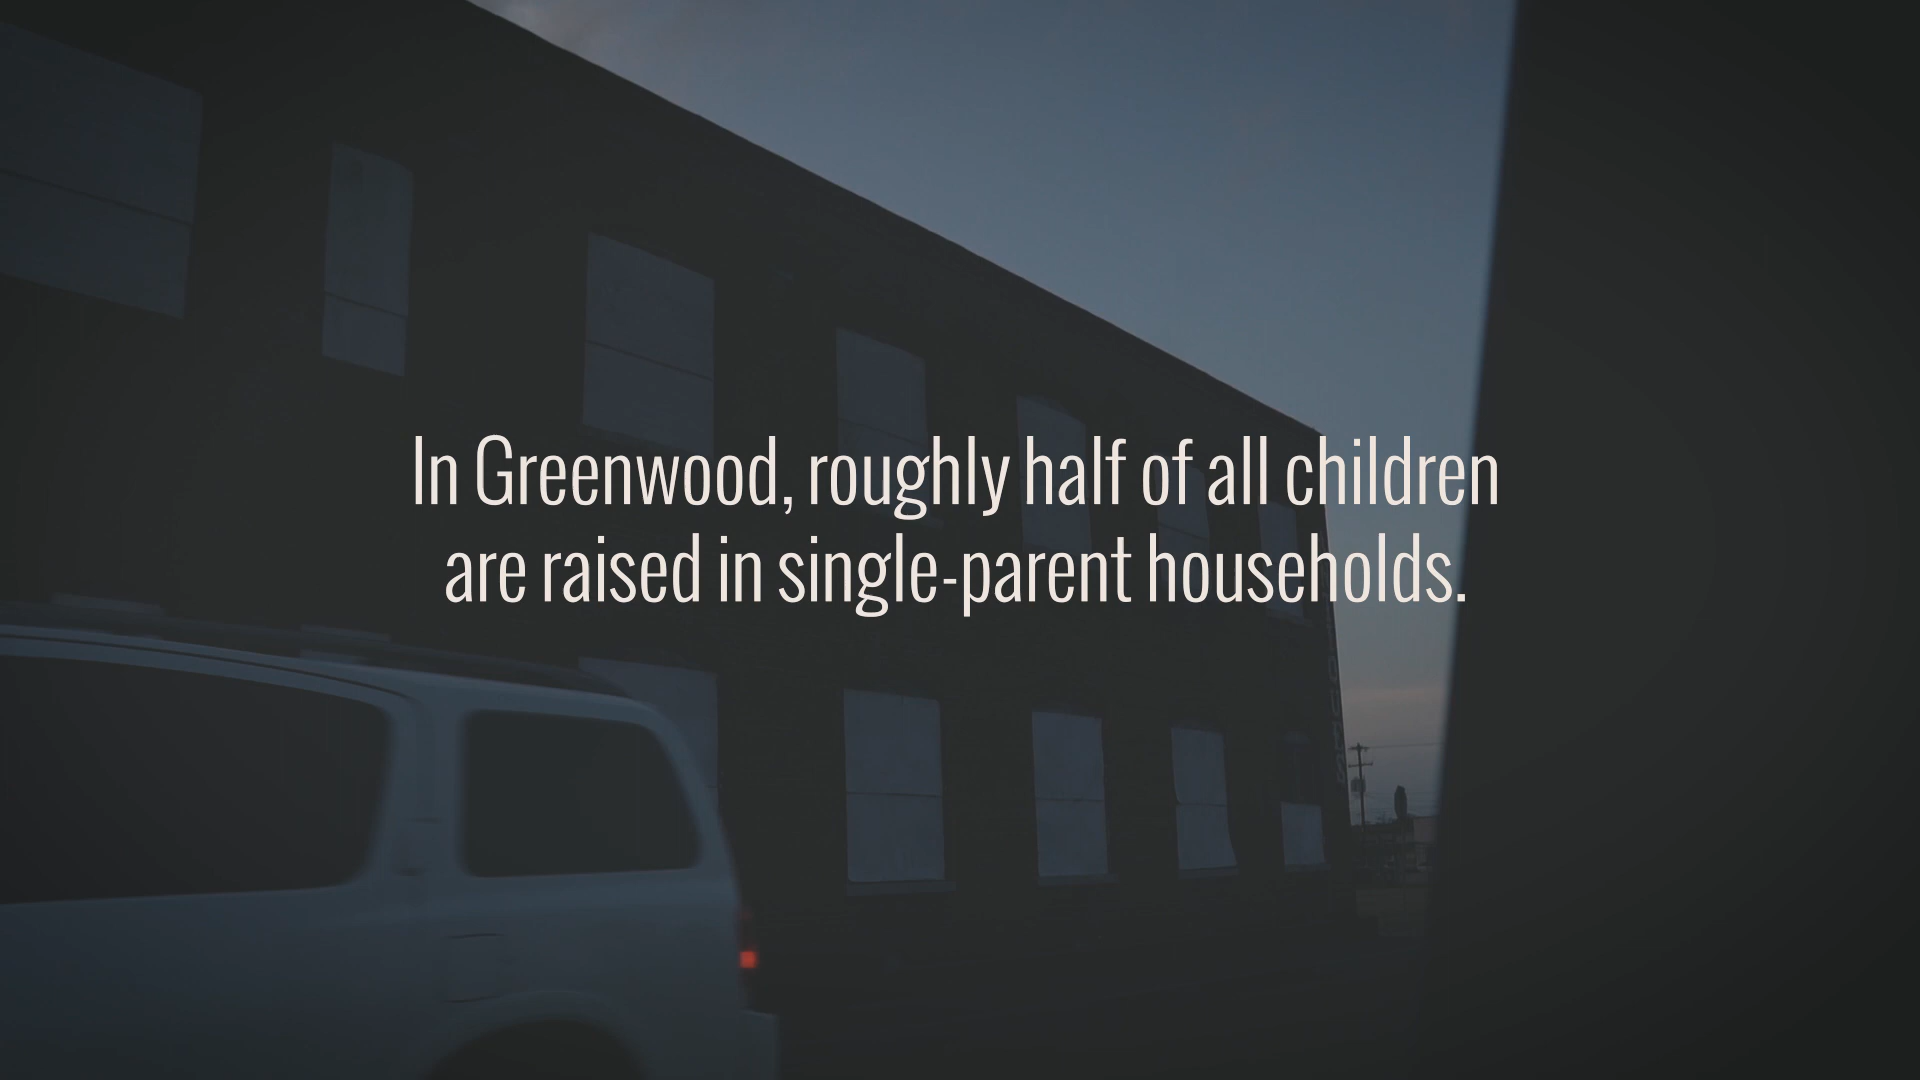 In Greenwood, roughly half of all children
are raised in single-parent households.